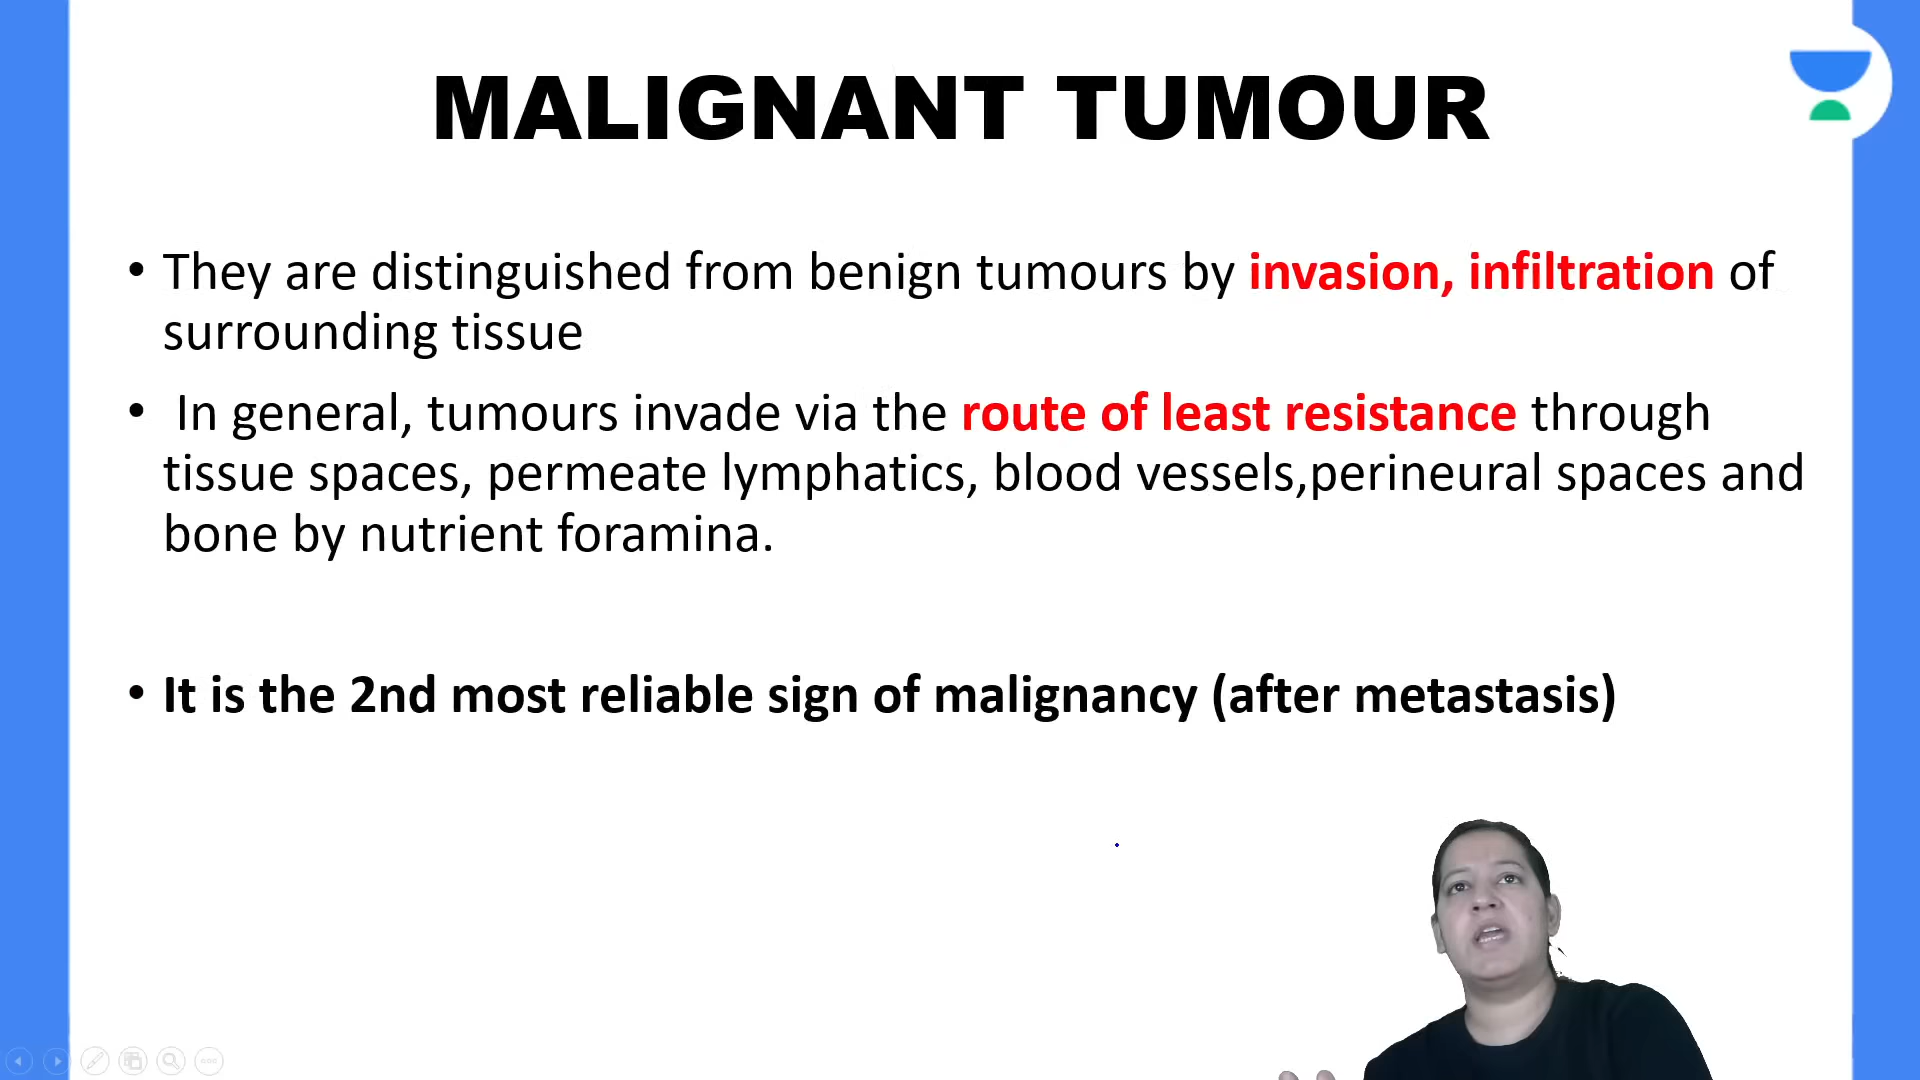 MALIGNANT TUMOUR
• They are distinguished from benign tumours by invasion, infiltration of
surrounding tissue
• In general, tumours invade via the route of least resistance through
tissue spaces, permeate lymphatics, blood vessels,perineural spaces and
bone by nutrient foramina.
• It is the 2nd most reliable sign of malignancy (after metastasis)